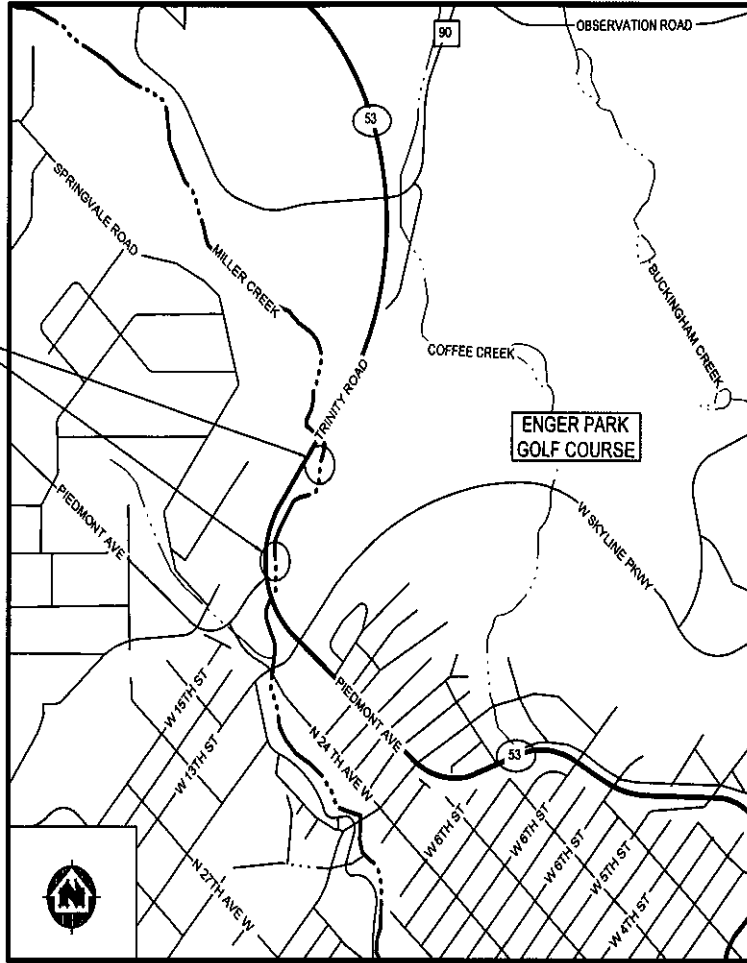 OBSERVATION ROAD
90
53
SPRINGVALE ROAD
MILLER CREEK
BUCKINGHAM CREEK
COFFEE CREEK
TRINITY ROAD
ENGER PARK
GOLF COURSE
PIEDMONT AVE
W SKYLINE PKWY
W 15TH ST
PIEDMONT AVE
W 13TH ST
N 24 TH AVE W
53
W 8TH ST
W 6TH ST
W 6TH ST
W 5TH ST
W 4TH ST
N 27TH AVE W
N